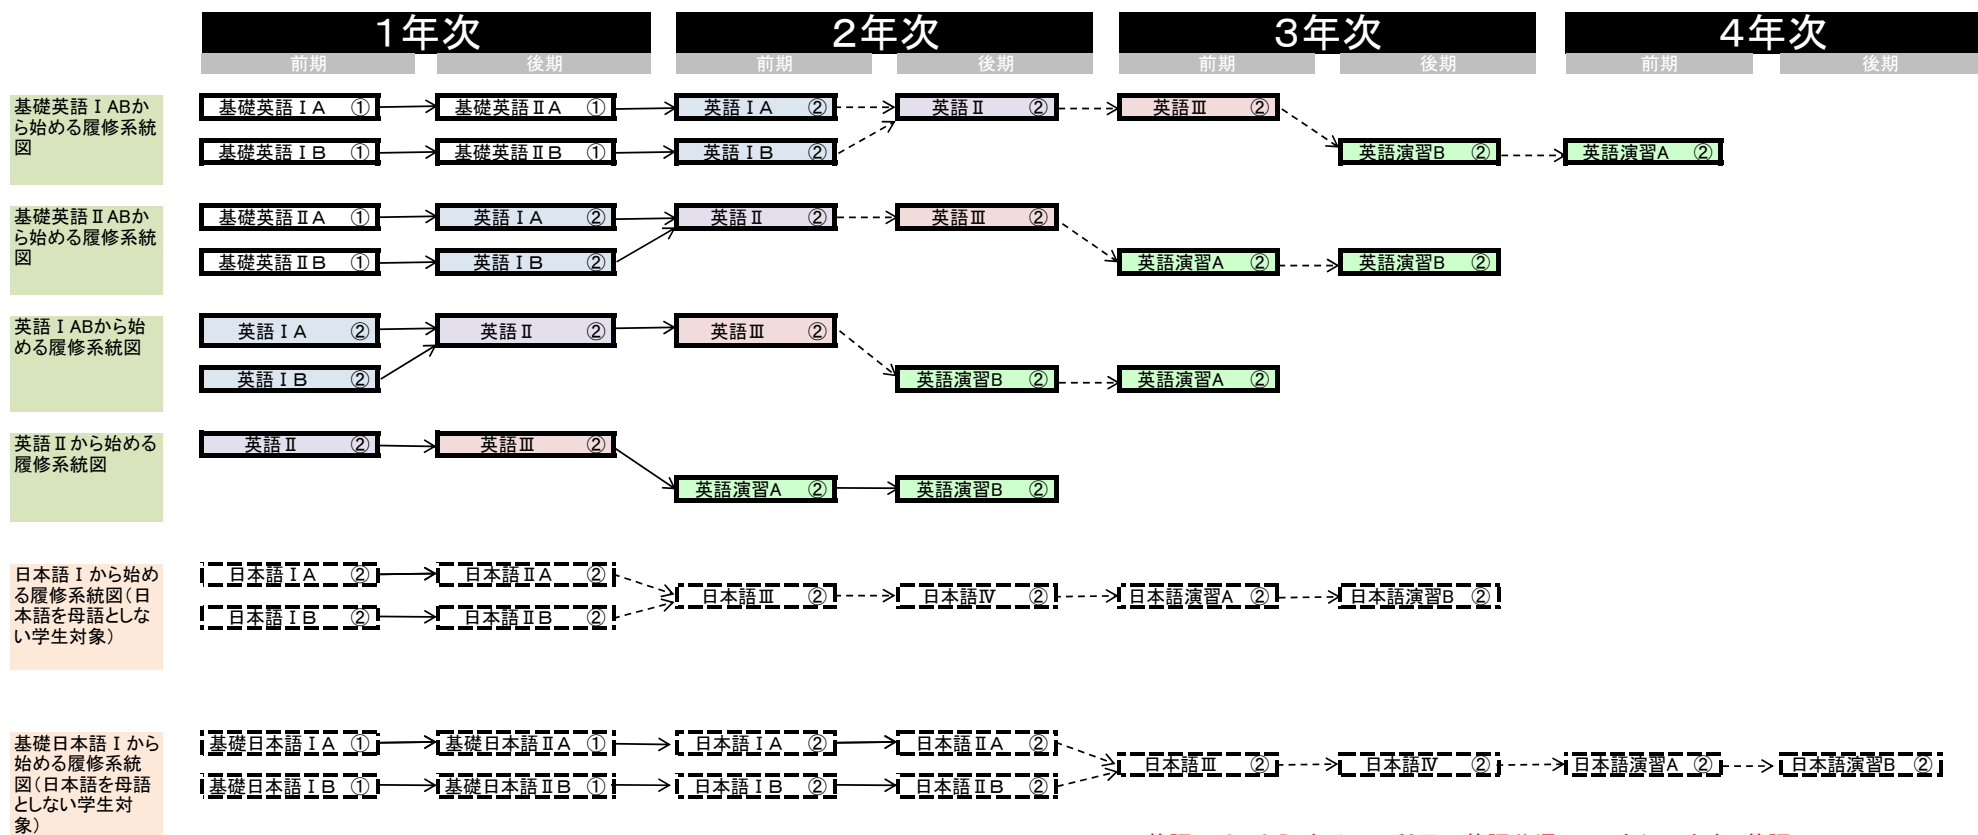 １年次 ２年次 ３年次 ４年次
前期 後期 前期 後期 前期 後期 前期 後期
基礎英語ⅠABか
ら始める履修系統
図
基礎英語ⅠA ① 基礎英語ⅡA ① 英語ⅠA ② 英語Ⅱ ② 英語Ⅲ ②
基礎英語ⅠB ① 基礎英語ⅡB ① 英語ⅠB ② 英語演習B ② 英語演習A ②
基礎英語ⅡABか
ら始める履修系統
図
基礎英語ⅡA ① 英語ⅠA ② 英語Ⅱ ② 英語Ⅲ ②
基礎英語ⅡB ① 英語ⅠB ② 英語演習A ② 英語演習B ②
英語ⅠABから始
める履修系統図
英語ⅠA ② 英語Ⅱ ② 英語Ⅲ ②
英語ⅠB ② 英語演習B ② 英語演習A ②
英語Ⅱから始める
履修系統図
英語Ⅱ ② 英語Ⅲ ②
英語演習A ② 英語演習B ②
日本語Ⅰから始め
る履修系統図（日
本語を母語としな
い学生対象）
日本語ⅠA ② 日本語ⅡA ②
日本語Ⅲ ② 日本語Ⅳ ② 日本語演習A ② 日本語演習B ②
日本語ⅠB ② 日本語ⅡB ②
基礎日本語Ⅰから
始める履修系統
図（日本語を母語
としない学生対
象）
基礎日本語ⅠA ① 基礎日本語ⅡA ① 日本語ⅠA ② 日本語ⅡA ②
日本語Ⅲ ② 日本語Ⅳ ② 日本語演習A ② 日本語演習B ②
基礎日本語ⅠB ① 基礎日本語ⅡB ① 日本語ⅠB ② 日本語ⅡB ②